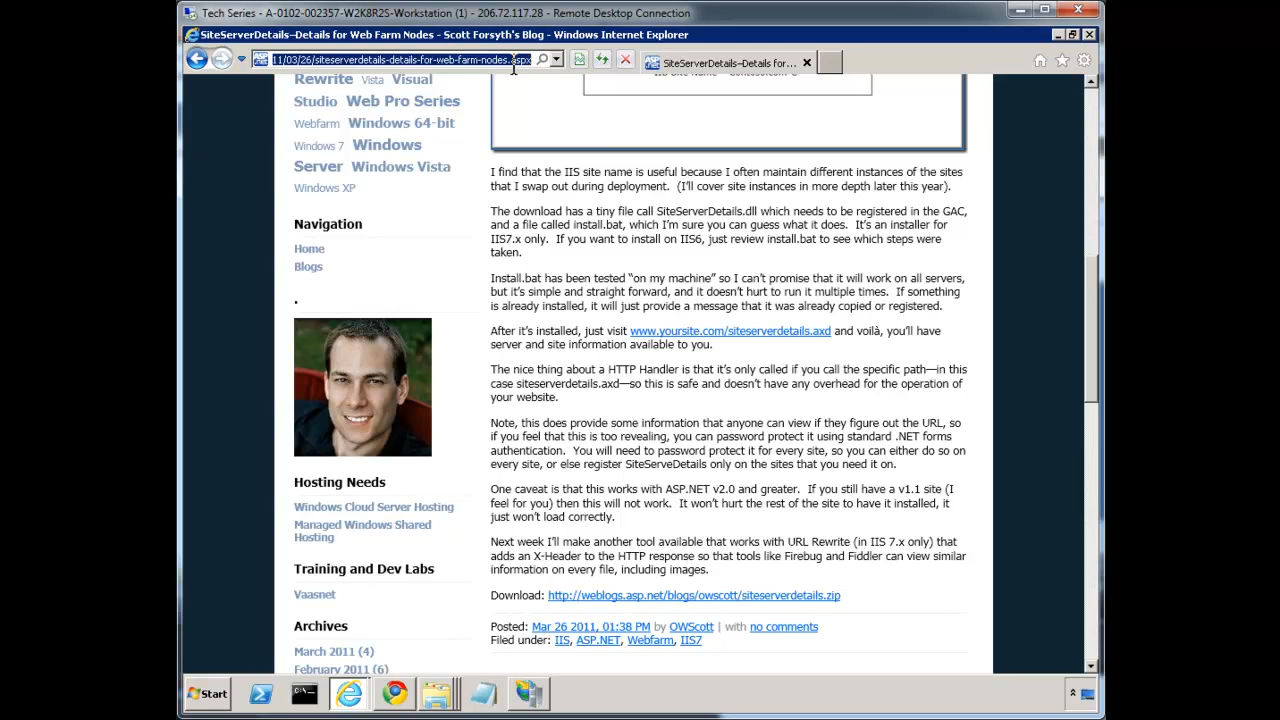 Tech Series - A-0102-002357-W2K8R2S-Workstation (1) - 206.72.117.28 - Remote Desktop Connection
SiteServerDetails–Details for Web Farm Nodes - Scott Forsyth's Blog - Windows Internet Explorer
11/03/26/siteserverdetails-details-for-web-farm-nodes.aspx
SiteServerDetails–Details for...
Rewrite Vista Visual
Studio Web Pro Series
Webfarm Windows 64-bit
Windows 7 Windows
Server Windows Vista
Windows XP
Navigation
Home
Blogs
.
Hosting Needs
Windows Cloud Server Hosting
Managed Windows Shared
Hosting
Training and Dev Labs
Vaasnet
Archives
March 2011 (4)
February 2011 (6)
I find that the IIS site name is useful because I often maintain different instances of the sites
that I swap out during deployment. (I'll cover site instances in more depth later this year).
The download has a tiny file call SiteServerDetails.dll which needs to be registered in the GAC,
and a file called install.bat, which I'm sure you can guess what it does. It's an installer for
IIS7.x only. If you want to install on IIS6, just review install.bat to see which steps were
taken.
Install.bat has been tested “on my machine” so I can't promise that it will work on all servers,
but it's simple and straight forward, and it doesn't hurt to run it multiple times. If something
is already installed, it will just provide a message that it was already copied or registered.
After it's installed, just visit www.yoursite.com/siteserverdetails.axd and voilà, you'll have
server and site information available to you.
The nice thing about a HTTP Handler is that it's only called if you call the specific path—in this
case siteserverdetails.axd—so this is safe and doesn't have any overhead for the operation of
your website.
Note, this does provide some information that anyone can view if they figure out the URL, so
if you feel that this is too revealing, you can password protect it using standard .NET forms
authentication. You will need to password protect it for every site, so you can either do so on
every site, or else register SiteServeDetails only on the sites that you need it on.
One caveat is that this works with ASP.NET v2.0 and greater. If you still have a v1.1 site (I
feel for you) then this will not work. It won't hurt the rest of the site to have it installed, it
just won't load correctly.
Next week I'll make another tool available that works with URL Rewrite (in IIS 7.x only) that
adds an X-Header to the HTTP response so that tools like Firebug and Fiddler can view similar
information on every file, including images.
Download: http://weblogs.asp.net/blogs/owscott/siteserverdetails.zip
Posted: Mar 26 2011, 01:38 PM by OWScott | with no comments
Filed under: IIS, ASP.NET, Webfarm, IIS7
Start